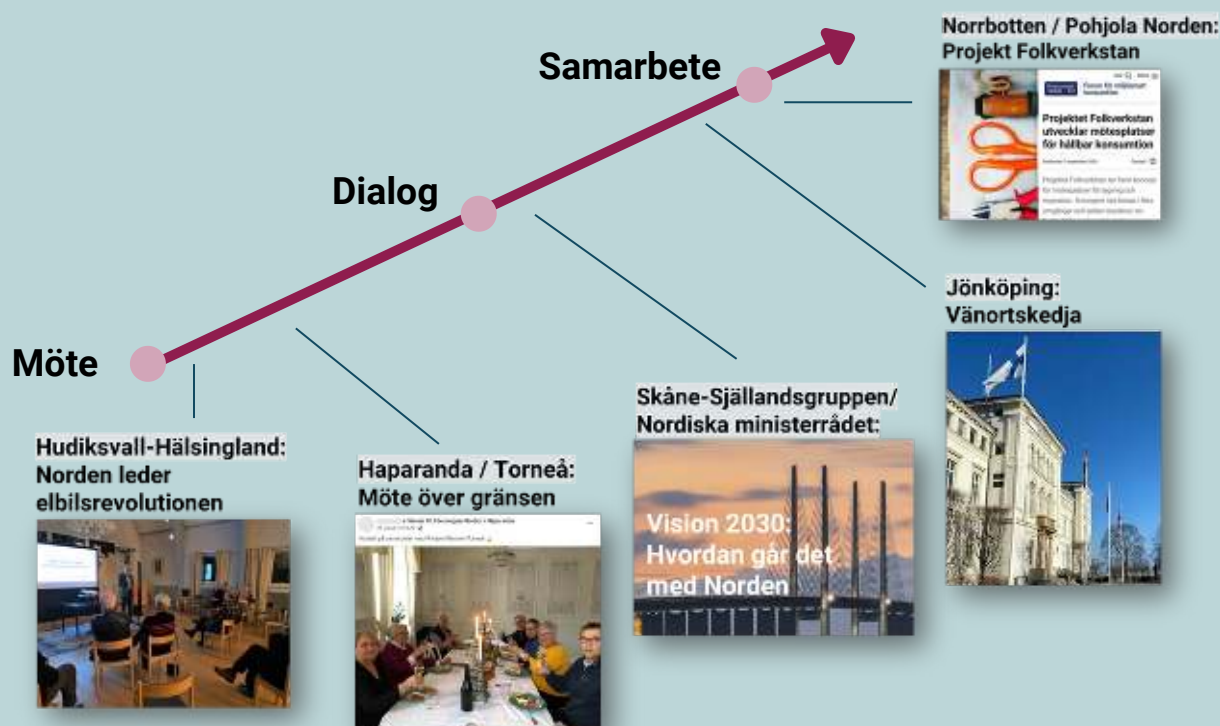 Norrbotten / Pohjola Norden:
Projekt Folkverkstan
Projektet Folkverkstan
utvecklar mötesplatser
för hållbar konsumtion
Samarbete
Dialog
Möte
Jönköping:
Vänortskedja
Skåne-Själlandsgruppen/
Nordiska ministerrådet:
Vision 2030:
Hvordan går det
med Norden
Hudiksvall-Hälsingland:
Norden leder
elbilsrevolutionen
Haparanda / Torneå:
Möte över gränsen